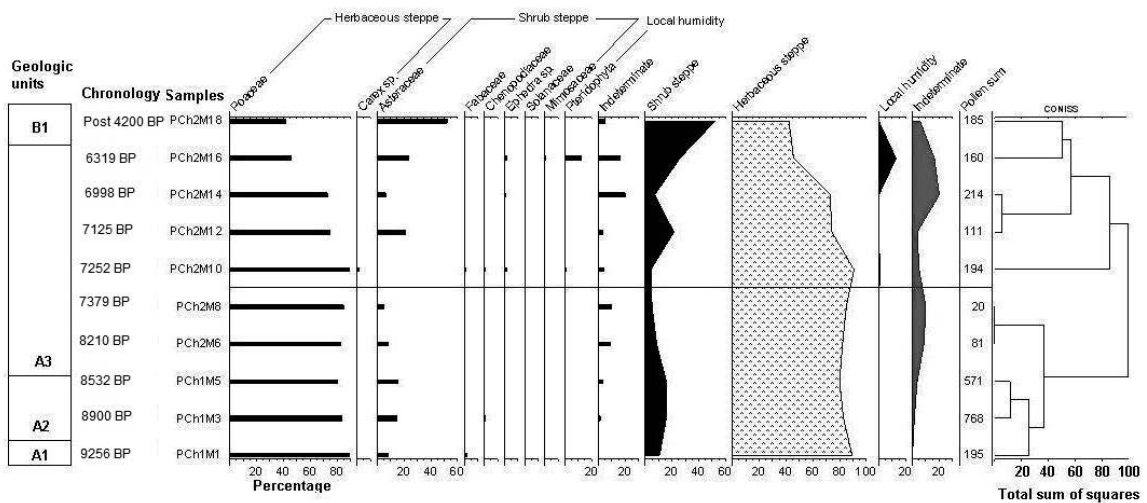 Herbaceous steppe Shrub steppe Local humidity
Geologic units Chronology Samples Poaceae Carex sp. Asteraceae Fabaceae Chenopodiaceae Ephedra sp. Solanaceae Mimosaceae Pteridophyta Indeterminate Shrub steppe Herbaceous steppe Local humidity Indeterminate Pollen sum CONISS
B1 Post 4200 BP PCh2M18 185
6319 BP PCh2M16 160
6998 BP PCh2M14 214
7125 BP PCh2M12 111
7252 BP PCh2M10 194
7379 BP PCh2M8 20
8210 BP PCh2M6 81
A3
8532 BP PCh1M5 571
A2 8900 BP PCh1M3 768
A1 9256 BP PCh1M1 195
20 40 60 80 20 40 60 20 20 40 60 20 40 60 80 100 20 20 20 40 60 80 100
Percentage Total sum of squares